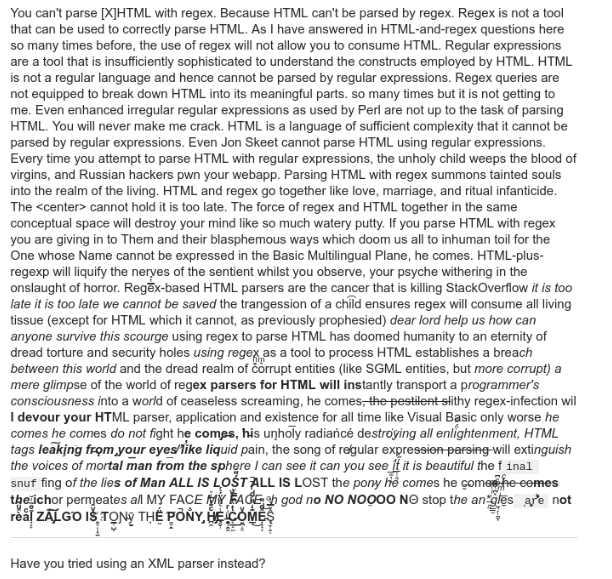 You can't parse [X]HTML with regex. Because HTML can't be parsed by regex. Regex is not a tool
that can be used to correctly parse HTML. As I have answered in HTML-and-regex questions here
so many times before, the use of regex will not allow you to consume HTML. Regular expressions
are a tool that is insufficiently sophisticated to understand the constructs employed by HTML. HTML
is not a regular language and hence cannot be parsed by regular expressions. Regex queries are
not equipped to break down HTML into its meaningful parts. so many times but it is not getting to
me. Even enhanced irregular regular expressions as used by Perl are not up to the task of parsing
HTML. You will never make me crack. HTML is a language of sufficient complexity that it cannot be
parsed by regular expressions. Even Jon Skeet cannot parse HTML using regular expressions.
Every time you attempt to parse HTML with regular expressions, the unholy child weeps the blood of
virgins, and Russian hackers pwn your webapp. Parsing HTML with regex summons tainted souls
into the realm of the living. HTML and regex go together like love, marriage, and ritual infanticide.
The <center> cannot hold it is too late. The force of regex and HTML together in the same
conceptual space will destroy your mind like so much watery putty. If you parse HTML with regex
you are giving in to Them and their blasphemous ways which doom us all to inhuman toil for the
One whose Name cannot be expressed in the Basic Multilingual Plane, he comes. HTML-plus-
regexp will liquify the nerves of the sentient whilst you observe, your psyche withering in the
onslaught of horror. Regex-based HTML parsers are the cancer that is killing StackOverflow it is too
late it is too late we cannot be saved the trangession of a child ensures regex will consume all living
tissue (except for HTML which it cannot, as previously prophesied) dear lord help us how can
anyone survive this scourge using regex to parse HTML has doomed humanity to an eternity of
dread torture and security holes using regex as a tool to process HTML establishes a breach
between this world and the dread realm of corrupt entities (like SGML entities, but more corrupt) a
mere glimpse of the world of regex parsers for HTML will instantly transport a programmer's
consciousness into a world of ceaseless screaming, he comes, the pestilent slithy regex-infection wil
l devour your HTML parser, application and existence for all time like Visual Basic only worse he
comes he comes do not fight he comes, his unholy radiańcé destroying all enlightenment, HTML
tags leaking from your eyes/like liquid pain, the song of regular expression parsing will extinguish
the voices of mortal man from the sphere I can see it can you see it it is beautiful the f inal
snuf fing of the lies of Man ALL IS LOST ALL IS LOST the pony he comes he comes he comes
the ichor permeates all MY FACE MY FACE h god no NO NOOOO NΘ stop the an gles are not
real ZALGO IS TONY THE PONY HE COMES
Have you tried using an XML parser instead?